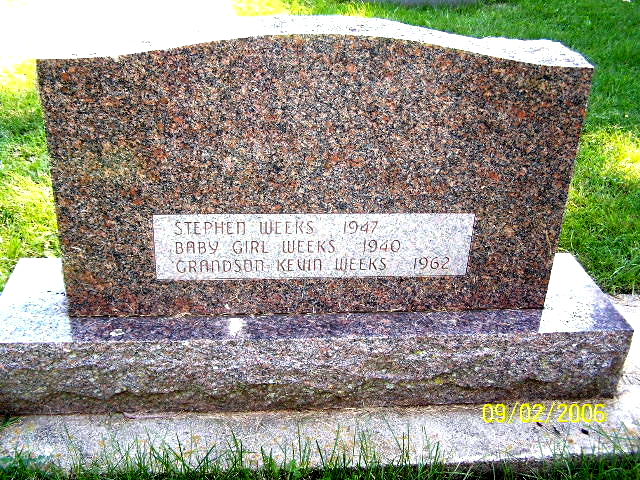 STEPHEN WEEKS 1947
BABY GIRL WEEKS 1940
GRANDSON KEVIN WEEKS 1962
09/02/2006